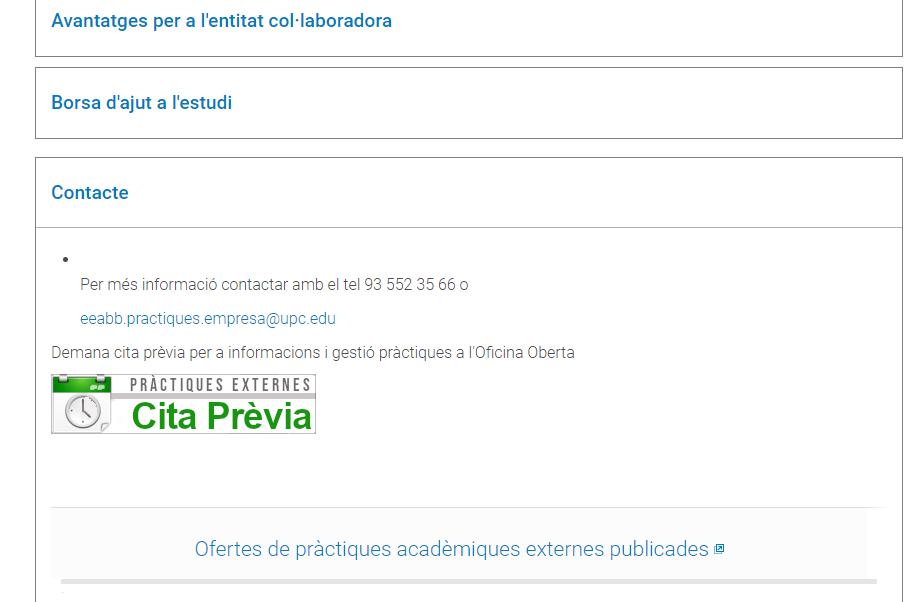 Avantatges per a l'entitat col·laboradora
Borsa d'ajut a l'estudi
Contacte
Per més informació contactar amb el tel 93 552 35 66 o
eeabb.practiques.empresa@upc.edu
Demana cita prèvia per a informacions i gestió pràctiques a l'Oficina Oberta
PRÀCTIQUES EXTERNES
Cita Prèvia
Ofertes de pràctiques acadèmiques externes publicades